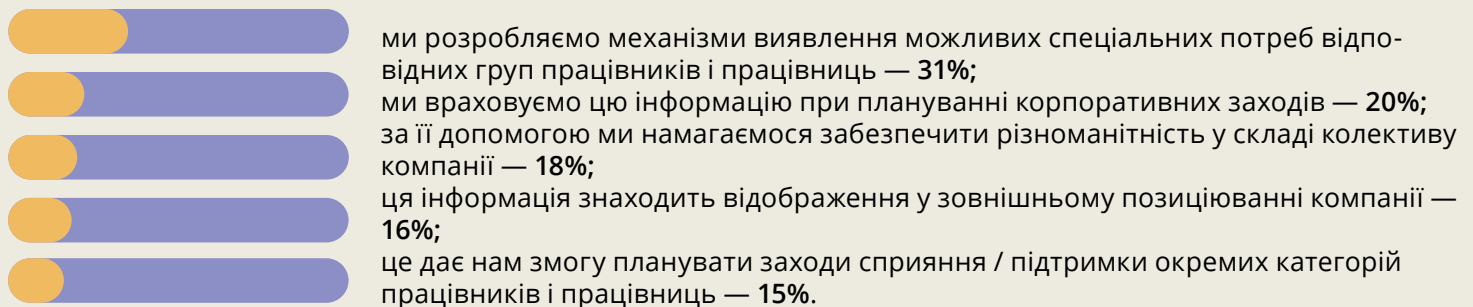 ми розробляємо механізми виявлення можливих спеціальних потреб відпо-
відних груп працівників і працівниць — 31%;
ми враховуємо цю інформацію при плануванні корпоративних заходів — 20%;
за її допомогою ми намагаємося забезпечити різноманітність у складі колективу
компанії — 18%;
ця інформація знаходить відображення у зовнішньому позиціюванні компанії —
16%;
це дає нам змогу планувати заходи сприяння / підтримки окремих категорій
працівників і працівниць — 15%.